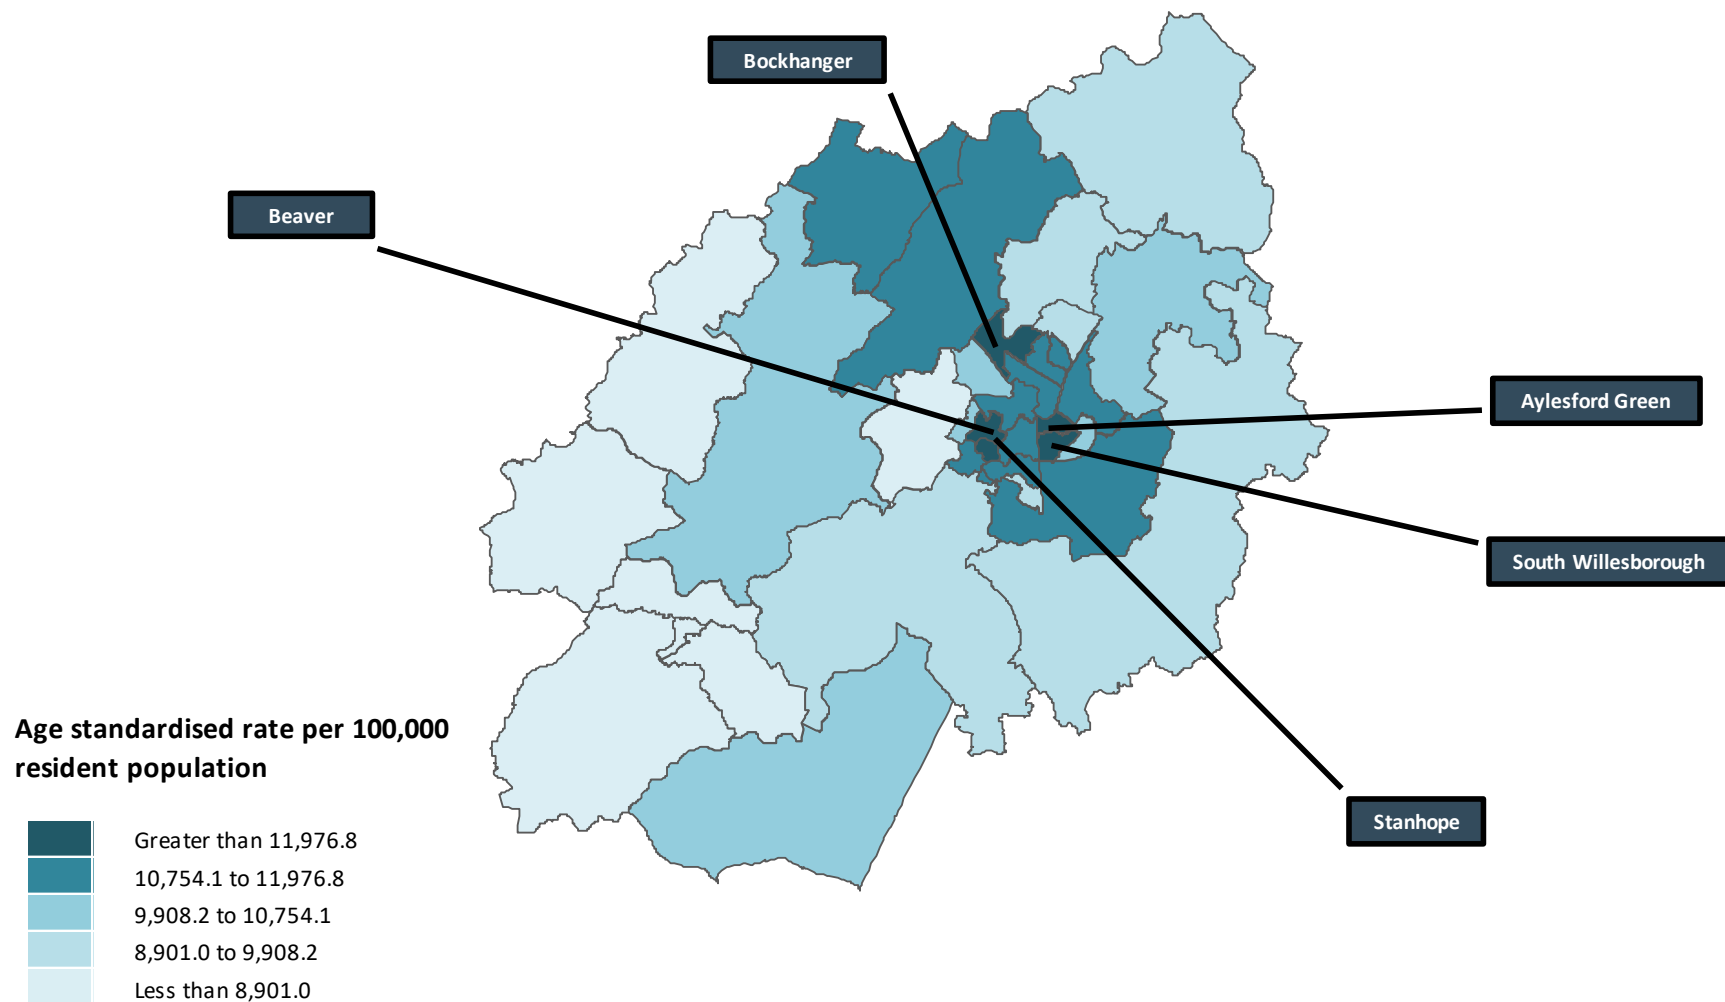 Bockhanger
Beaver
Aylesford Green
South Willesborough
Stanhope
Age standardised rate per 100,000
resident population
Greater than 11,976.8
10,754.1 to 11,976.8
9,908.2 to 10,754.1
8,901.0 to 9,908.2
Less than 8,901.0